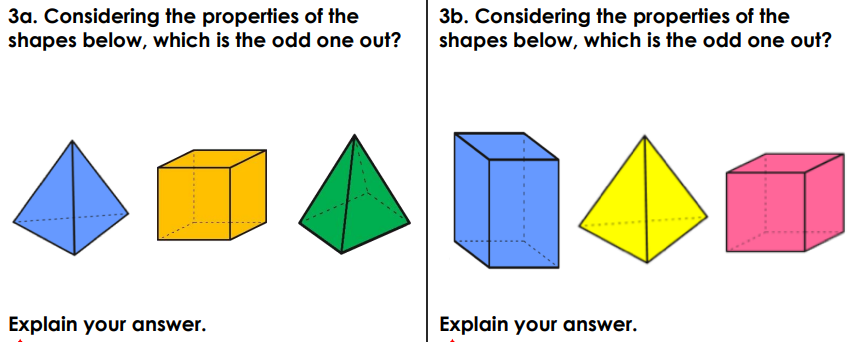 3a. Considering the properties of the
shapes below, which is the odd one out?
Explain your answer.
3b. Considering the properties of the
shapes below, which is the odd one out?
Explain your answer.